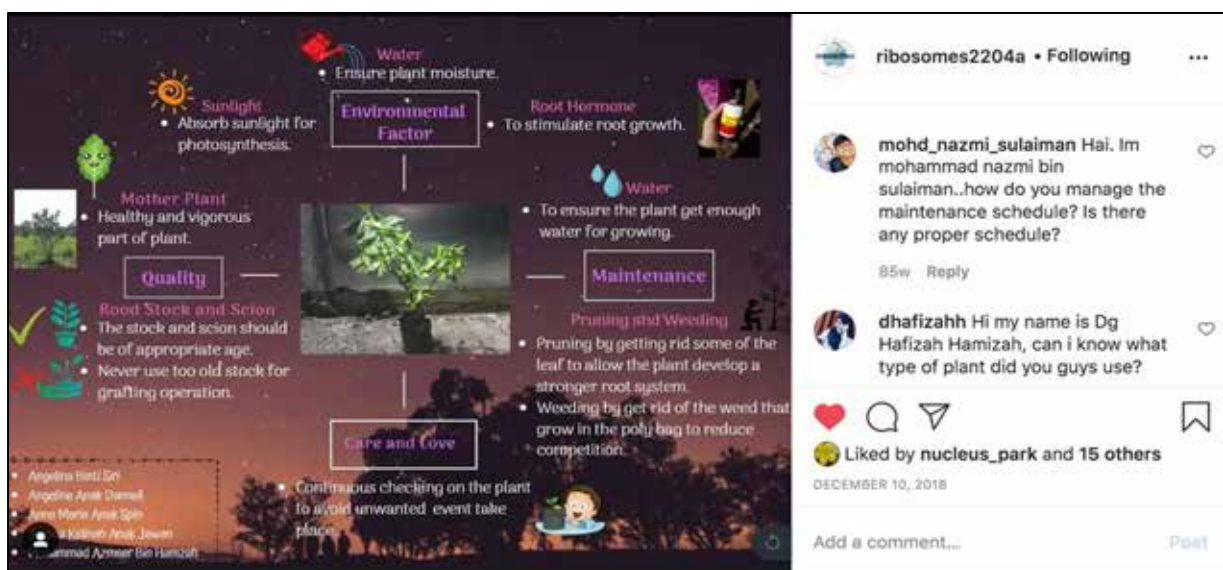 Water
• Ensure plant moisture.
Environmental
Factor
Sunlight
• Absorb sunlight for
photosynthesis.
Root Hormone
• To stimulate root growth.
Mother Plant
• Healthy and vigorous
part of plant.
Quality
Rood Stock and Scion
• The stock and scion should
be of appropriate age.
• Never use too old stock for
grafting operation.
Water
• To ensure the plant get enough
water for growing.
Maintenance
Pruning and Weeding
• Pruning by getting rid some of the
leaf to allow the plant develop a
stronger root system.
• Weeding by get rid of the weed that
grow in the poly bag to reduce
competition.
Care and Love
• Continuous checking on the plant
to avoid unwanted event take
place.
• Angelina Binti Siri
• Angeline Anak Darnell
• Anna Marie Anak Spin
Anak Jawan
Azmeer Bin Hamzah
ribosomes2204a • Following
mohd_nazmi_sulaiman Hai. Im
mohammad nazmi bin
sulaiman..how do you manage the
maintenance schedule? Is there
any proper schedule?
85w Reply
dhafizahh Hi my name is Dg
Hafizah Hamizah, can i know what
type of plant did you guys use?
Liked by nucleus_park and 15 others
DECEMBER 10, 2018
Add a comment...
Post